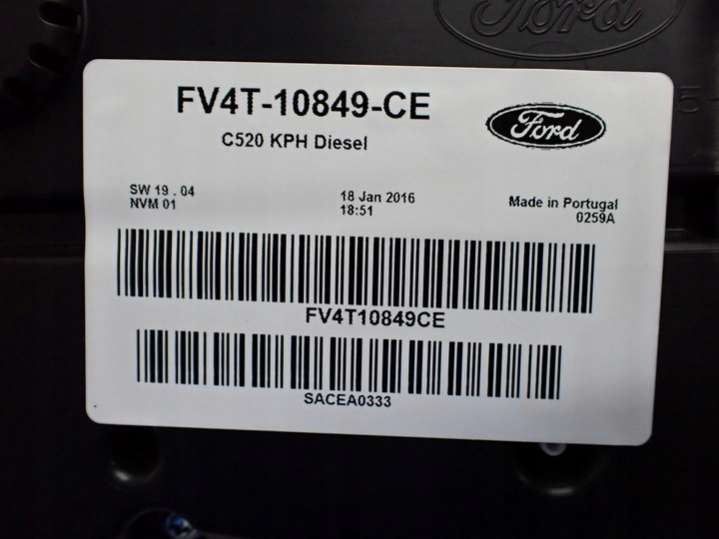 Ford
FV4T-10849-CE
Ford
C520 KPH Diesel
SW 19 . 04
NVM 01
18 Jan 2016
18:51
Made in Portugal
0259A
FV4T10849CE
SACEA0333